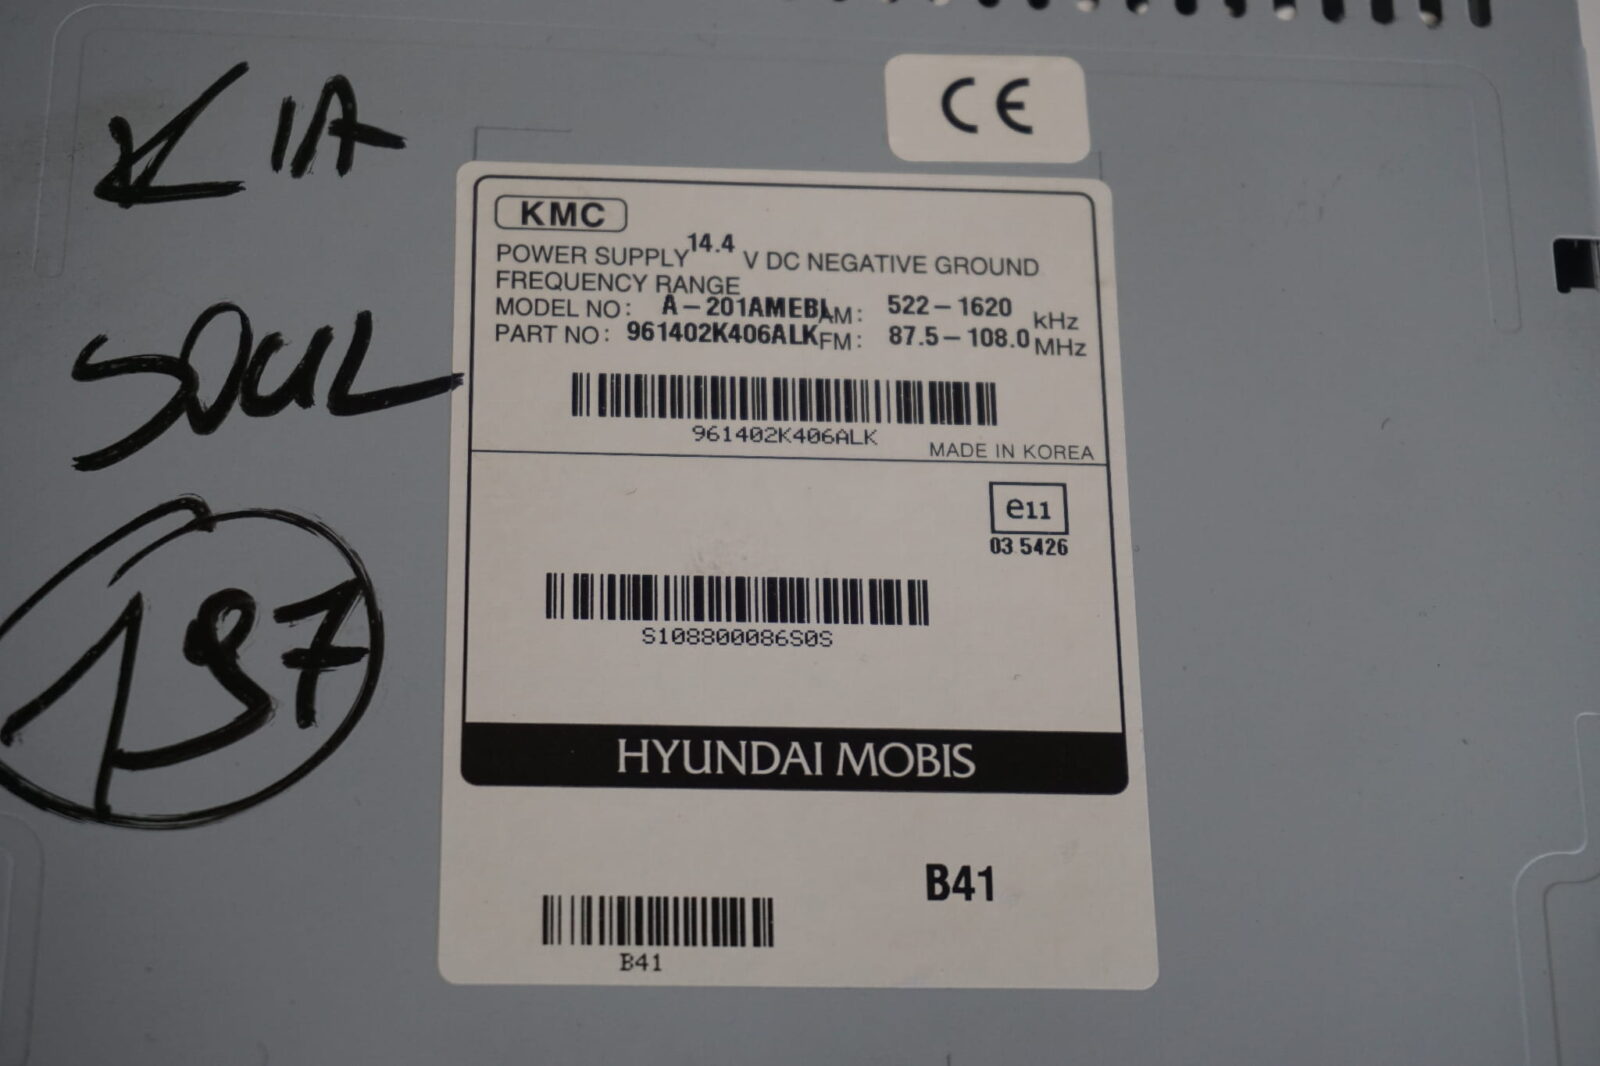 KIA
SOUL
197
CE
KMC
POWER SUPPLY 14.4 V DC NEGATIVE GROUND
FREQUENCY RANGE
MODEL NO: A-201AMEBL AM: 522-1620 kHz
PART NO: 961402K406ALK FM: 87.5-108.0 MHz
961402K406ALK
MADE IN KOREA
e11
03 5426
S108800086S0S
HYUNDAI MOBIS
B41
B41